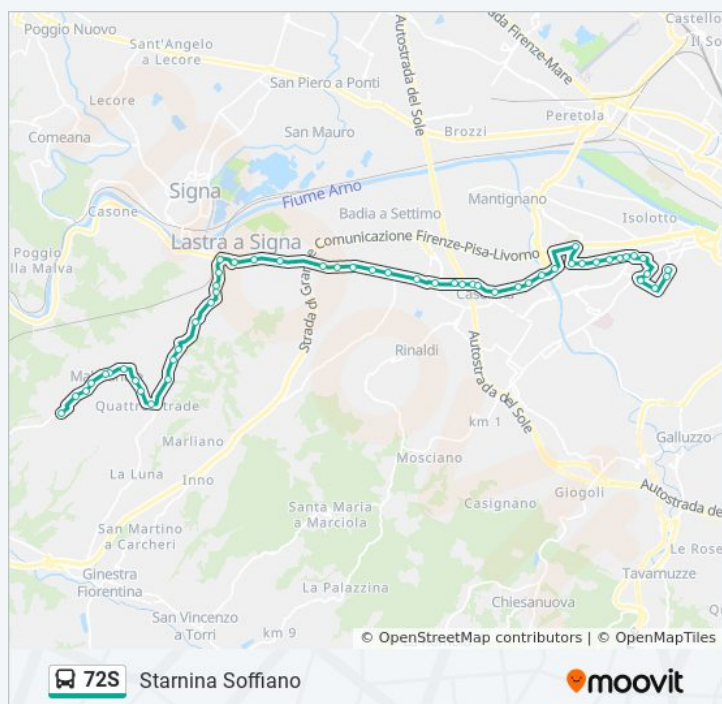 Poggio Nuovo
Castello
Il So
Sant'Angelo
a Lecore
Autostrada del Sole
Firenze-Mare
San Piero a Ponti
Lecore
Peretola
San Mauro
Brozzi
Comeana
Signa
Fiume Arno
Mantignano
Casone
Badia a Settimo
Isolotto
Lastra a Signa
Comunicazione Firenze-Pisa-Livorno
Poggio
lla Malva
Strada di Gran
Rinaldi
Autostrada del Sole
Quattro Strade
km 1
Marliano
Galluzzo
La Luna
Inno
Mosciano
Santa Maria
a Marciola
Casignano
Giogoli
Autostrada de
San Martino
a Carcheri
Le Rose
Ginestra
Fiorentina
La Palazzina
Tavarnuzze
San Vincenzo
a Torri
km 9
Chiesanuova
© OpenStreetMap contributors | © OpenMapTiles
72S
Starnina Soffiano
moovit